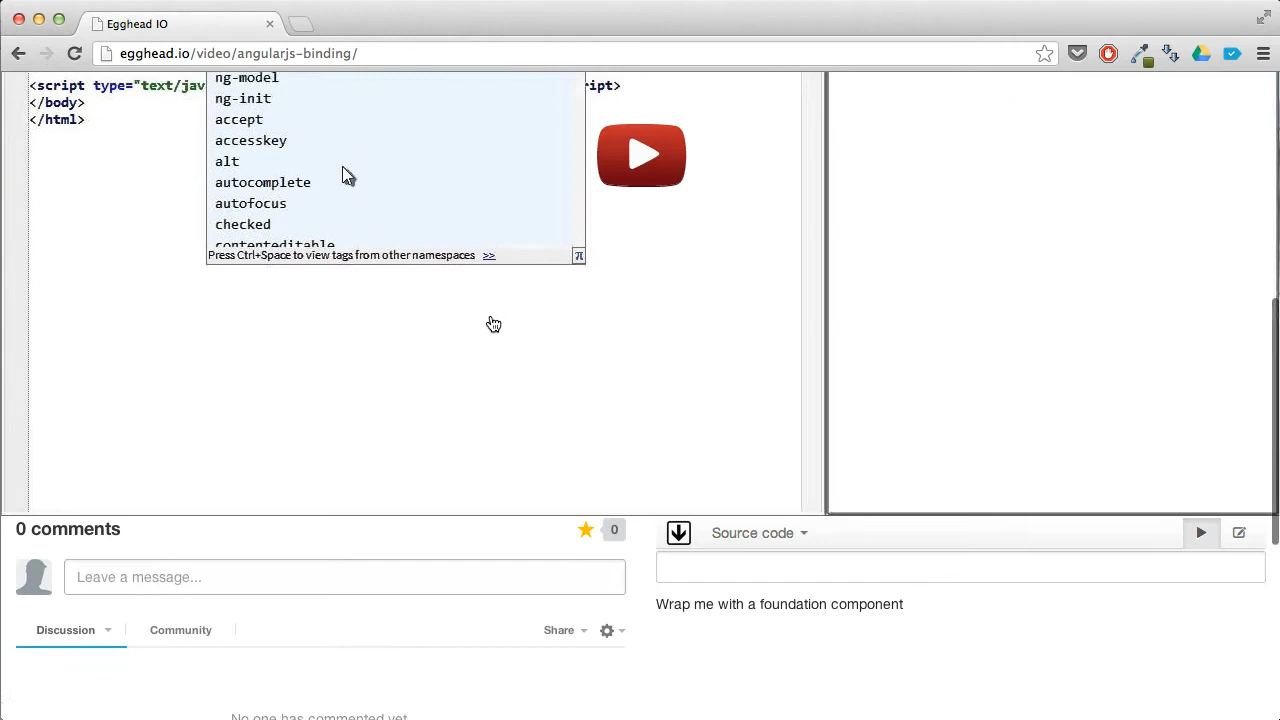 Egghead IO
egghead.io/video/angularjs-binding/
ng-model
<script type="text/jav
ript>
ng-init
</body>
accept
</html>
accesskey
alt
autocomplete
autofocus
checked
contenteditable
Press Ctrl+Space to view tags from other namespaces >>
π
0 comments
0
Source code
Leave a message...
Wrap me with a foundation component
Discussion
Community
Share
No one has commented yet